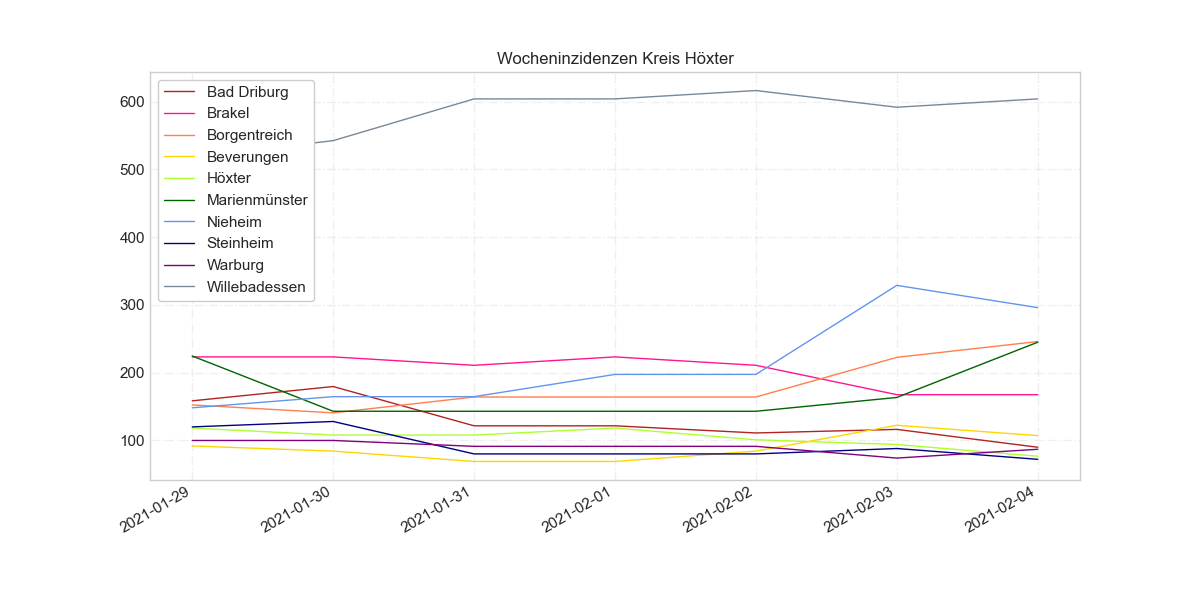 Wocheninzidenzen Kreis Höxter
600
500
400
300
200
100
Bad Driburg
Brakel
Borgentreich
Beverungen
Höxter
Marienmünster
Nieheim
Steinheim
Warburg
Willebadessen
2021-01-29
2021-01-30
2021-01-31
2021-02-01
2021-02-02
2021-02-03
2021-02-04